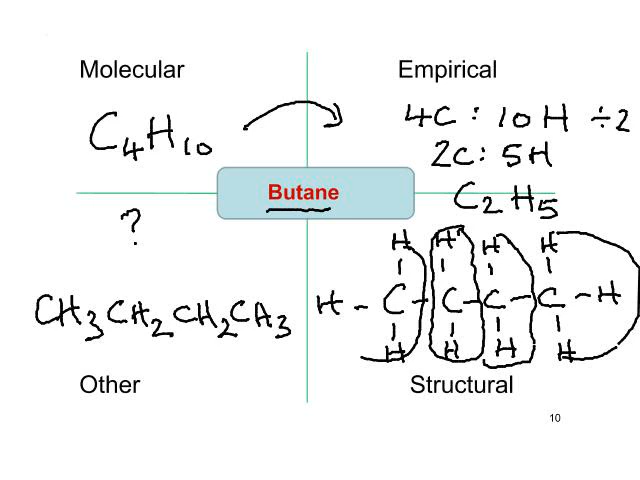 Molecular
Empirical
C₄H₁₀
4C : 10H ÷2
2C : 5H
C₂H₅
Butane
?
CH₃CH₂CH₂CH₃
H H H H
H - C - C - C - C - H
H H H H
Other
Structural
10